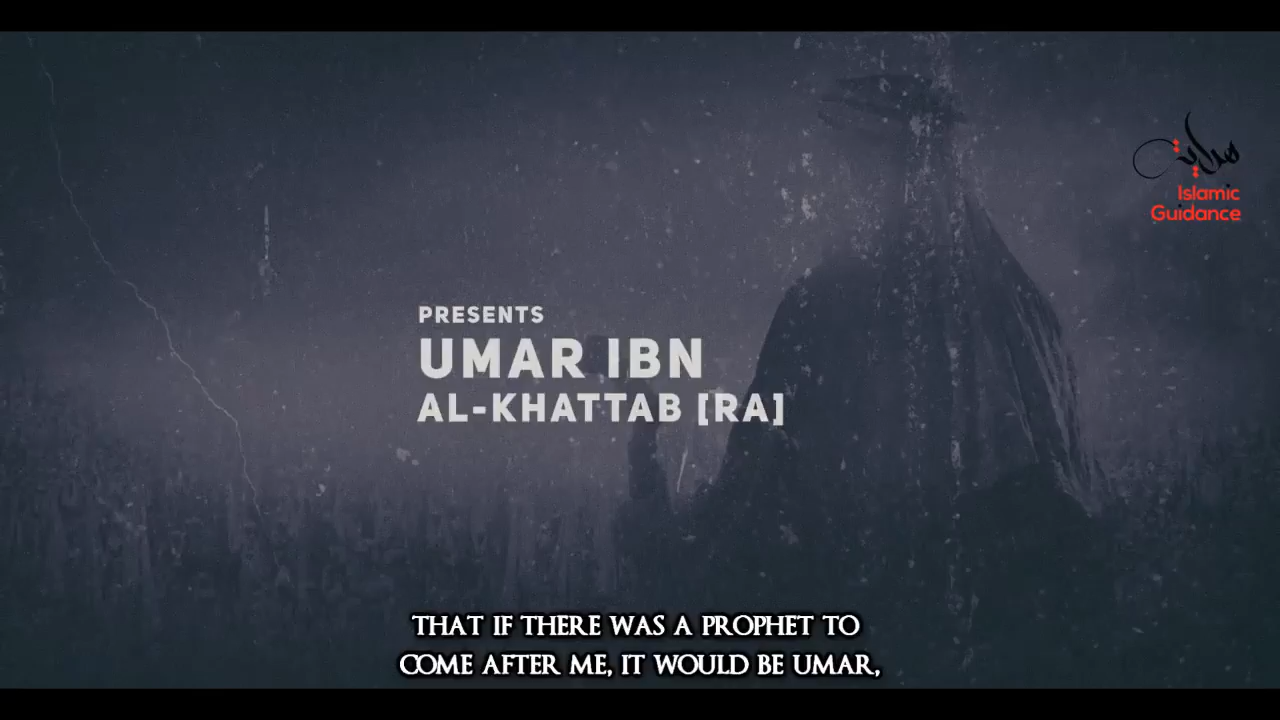 هداية
Islamic
Guidance
PRESENTS
UMAR IBN
AL-KHATTAB [RA]
THAT IF THERE WAS A PROPHET TO
COME AFTER ME, IT WOULD BE UMAR,